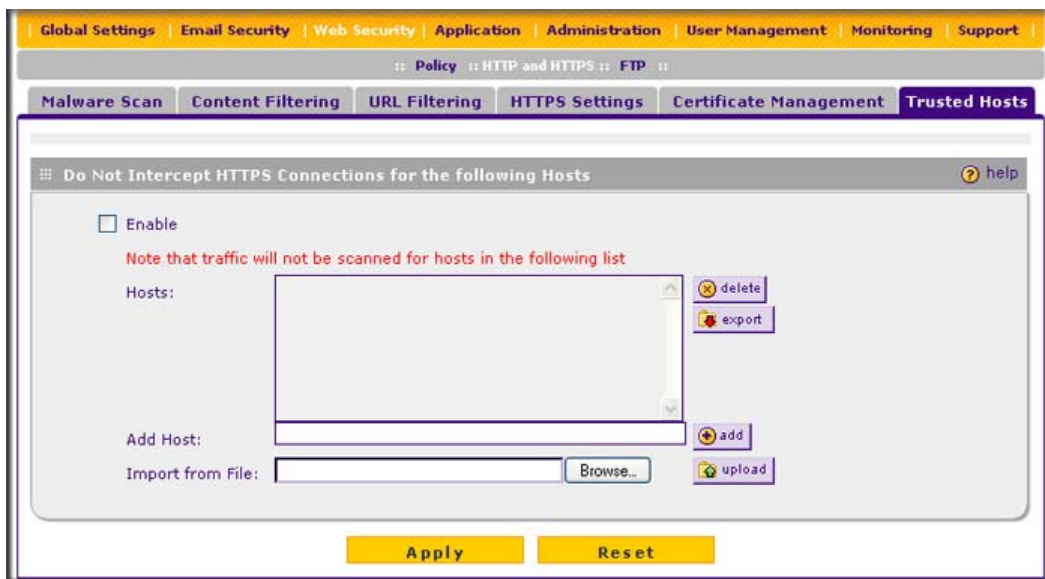 Global Settings | Email Security | Web Security | Application | Administration | User Management | Monitoring | Support
:: Policy :: HTTP and HTTPS :: FTP ::
Malware Scan Content Filtering URL Filtering HTTPS Settings Certificate Management Trusted Hosts
Do Not Intercept HTTPS Connections for the following Hosts ? help
Enable
Note that traffic will not be scanned for hosts in the following list
Hosts: delete
export
Add Host: add
Import from File: Browse... upload
Apply Reset